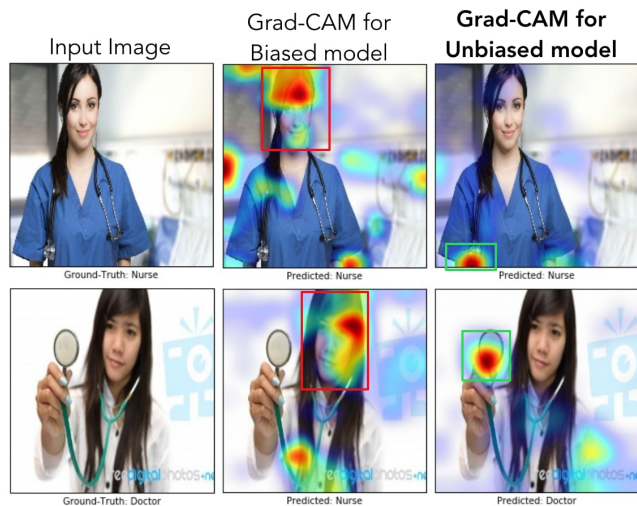 Input Image
Grad-CAM for
Biased model
Grad-CAM for
Unbiased model
Ground-Truth: Nurse
Predicted: Nurse
Predicted: Nurse
Ground-Truth: Doctor
Predicted: Nurse
Predicted: Doctor